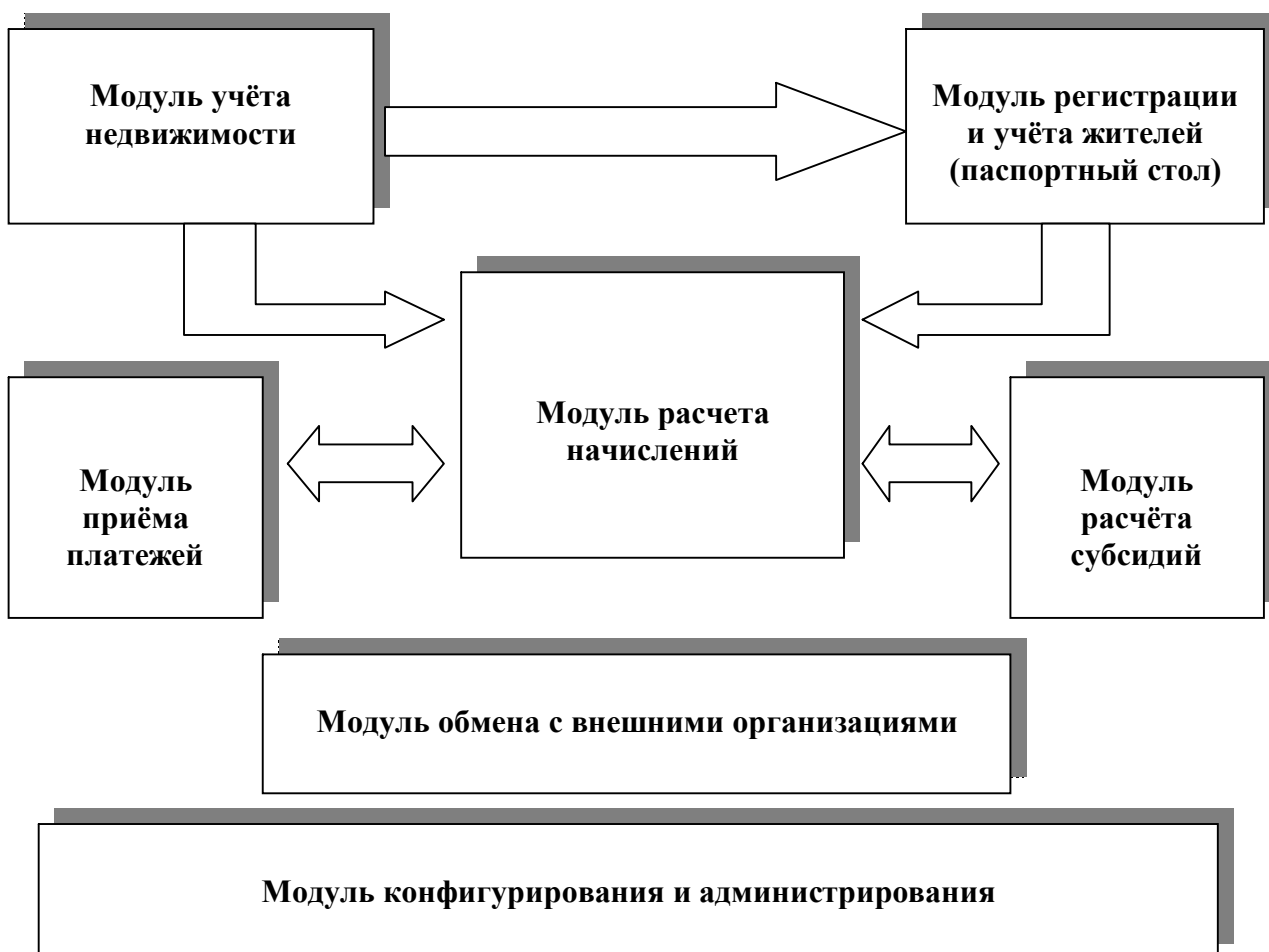 Модуль учёта
недвижимости
Модуль регистрации
и учёта жителей
(паспортный стол)
Модуль расчета
начислений
Модуль
приёма
платежей
Модуль
расчёта
субсидий
Модуль обмена с внешними организациями
Модуль конфигурирования и администрирования